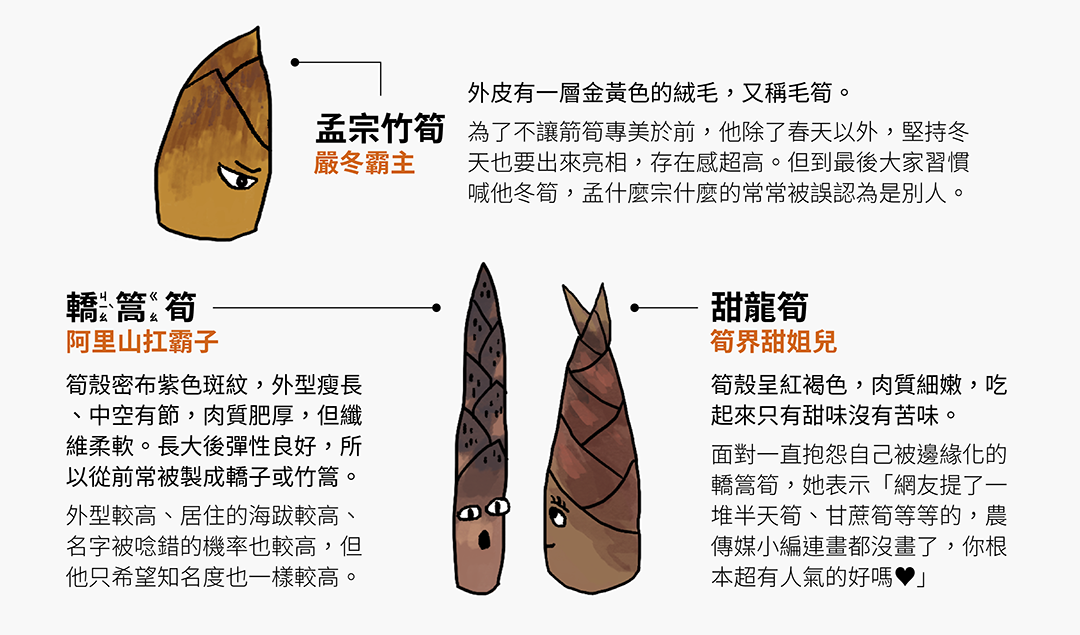 孟宗竹筍
嚴冬霸主
外皮有一層金黃色的絨毛，又稱毛筍。
為了不讓箭筍專美於前，他除了春天以外，堅持冬
天也要出來亮相，存在感超高。但到最後大家習慣
喊他冬筍，孟什麼宗什麼的常常被誤認為是別人。
轎ㄐㄧㄠˋ篙ㄍㄠ筍
阿里山扛霸子
筍殼密布紫色斑紋，外型瘦長
、中空有節，肉質肥厚，但纖
維柔軟。長大後彈性良好，所
以從前常被製成轎子或竹篙。
外型較高、居住的海拔較高、
名字被唸錯的機率也較高，但
他只希望知名度也一樣較高。
甜龍筍
筍界甜姐兒
筍殼呈紅褐色，肉質細嫩，吃
起來只有甜味沒有苦味。
面對一直抱怨自己被邊緣化的
轎篙筍，她表示「網友提了一
堆半天筍、甘蔗筍等等的，農
傳媒小編連畫都沒畫了，你根
本超有人氣的好嗎♥」